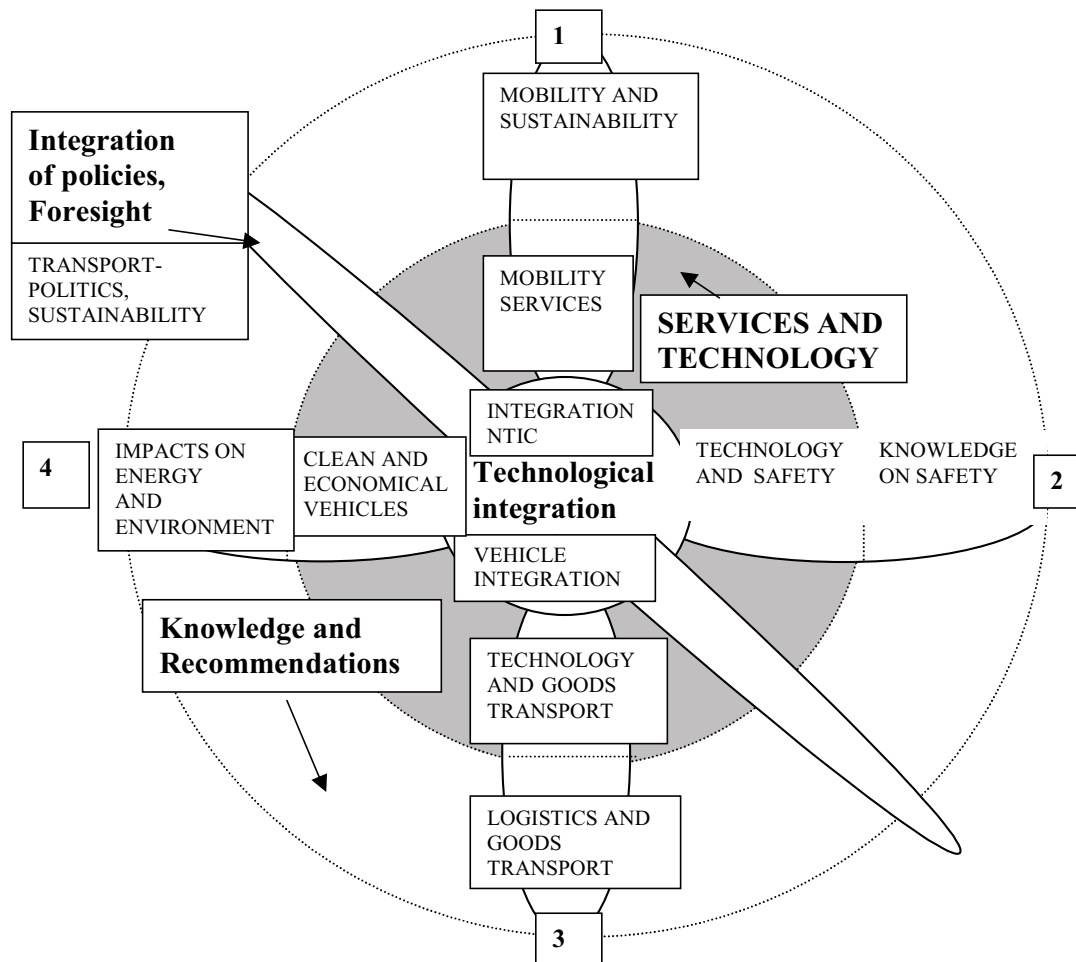 1
MOBILITY AND
SUSTAINABILITY
Integration
of policies,
Foresight
TRANSPORT-
POLITICS,
SUSTAINABILITY
MOBILITY
SERVICES
SERVICES AND
TECHNOLOGY
INTEGRATION
NTIC
4
IMPACTS ON
ENERGY
AND
ENVIRONMENT
CLEAN AND
ECONOMICAL
VEHICLES
Technological
integration
TECHNOLOGY
AND SAFETY
KNOWLEDGE
ON SAFETY
2
VEHICLE
INTEGRATION
Knowledge and
Recommendations
TECHNOLOGY
AND GOODS
TRANSPORT
LOGISTICS AND
GOODS
TRANSPORT
3